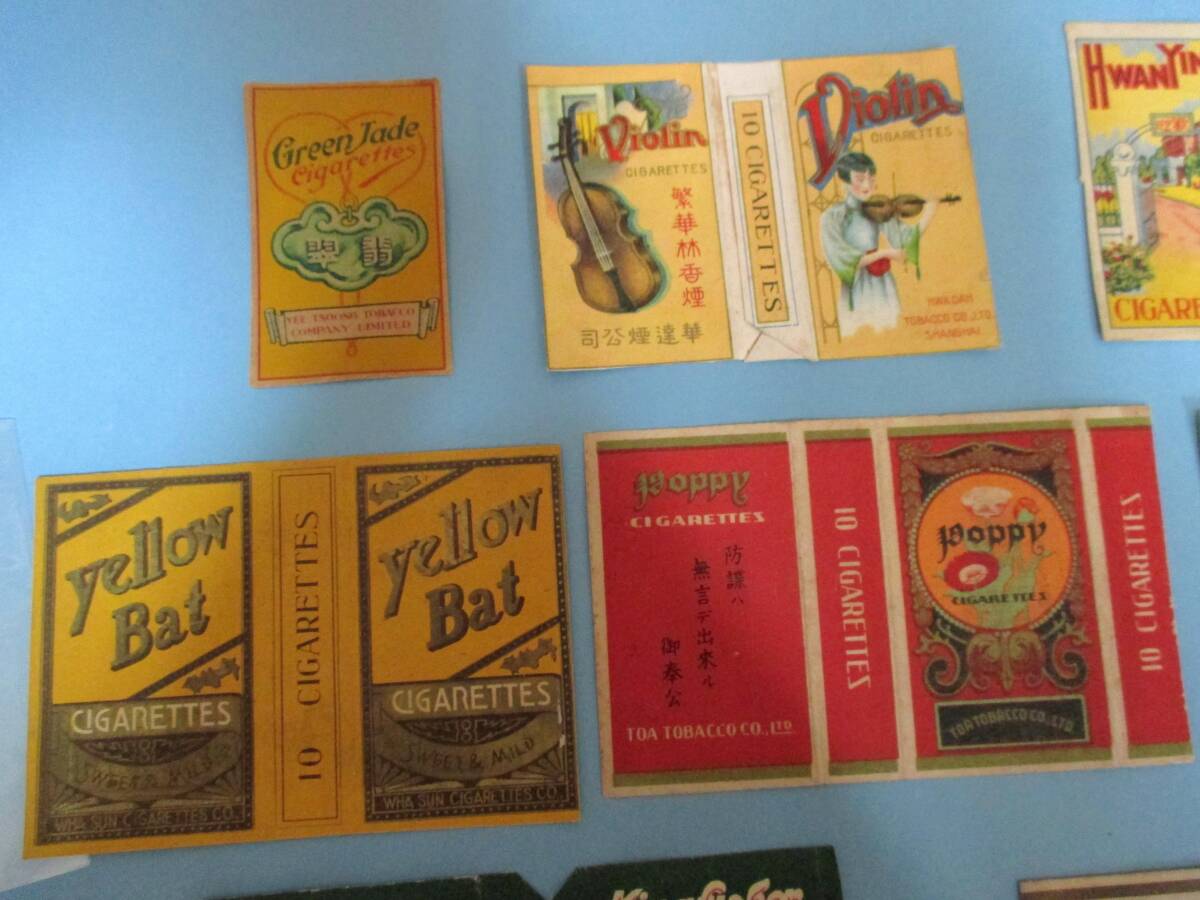 Green Jade
Cigarettes
翡翠
YEE TSOONG TOBACCO
COMPANY LIMITED
Violin
CIGARETTES
繁華林香煙
司公煙達華
10 CIGARETTES
Violin
CIGARETTES
HWA DAH
TOBACCO CO., LTD
SHANGHAI
HWAN YIN
CIGARE
Yellow
Bat
CIGARETTES
SWEET & MILD
WHA SUN CIGARETTES CO.
10 CIGARETTES
Yellow
Bat
CIGARETTES
SWEET & MILD
WHA SUN CIGARETTES CO.
Poppy
CIGARETTES
防諜ハ
無言デ出來ル
御奉公
TOA TOBACCO CO., LTD
10 CIGARETTES
Poppy
CIGARETTES
TOA TOBACCO CO., LTD
10 CIGARETTES